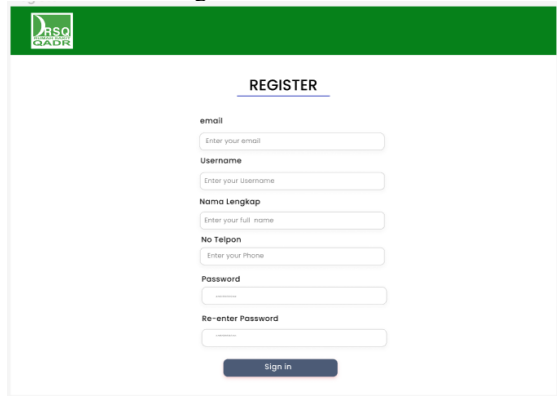 RSQ
QADR
REGISTER
email
Enter your email
Username
Enter your Username
Nama Lengkap
Enter your full name
No Telpon
Enter your Phone
Password
Re-enter Password
Sign in